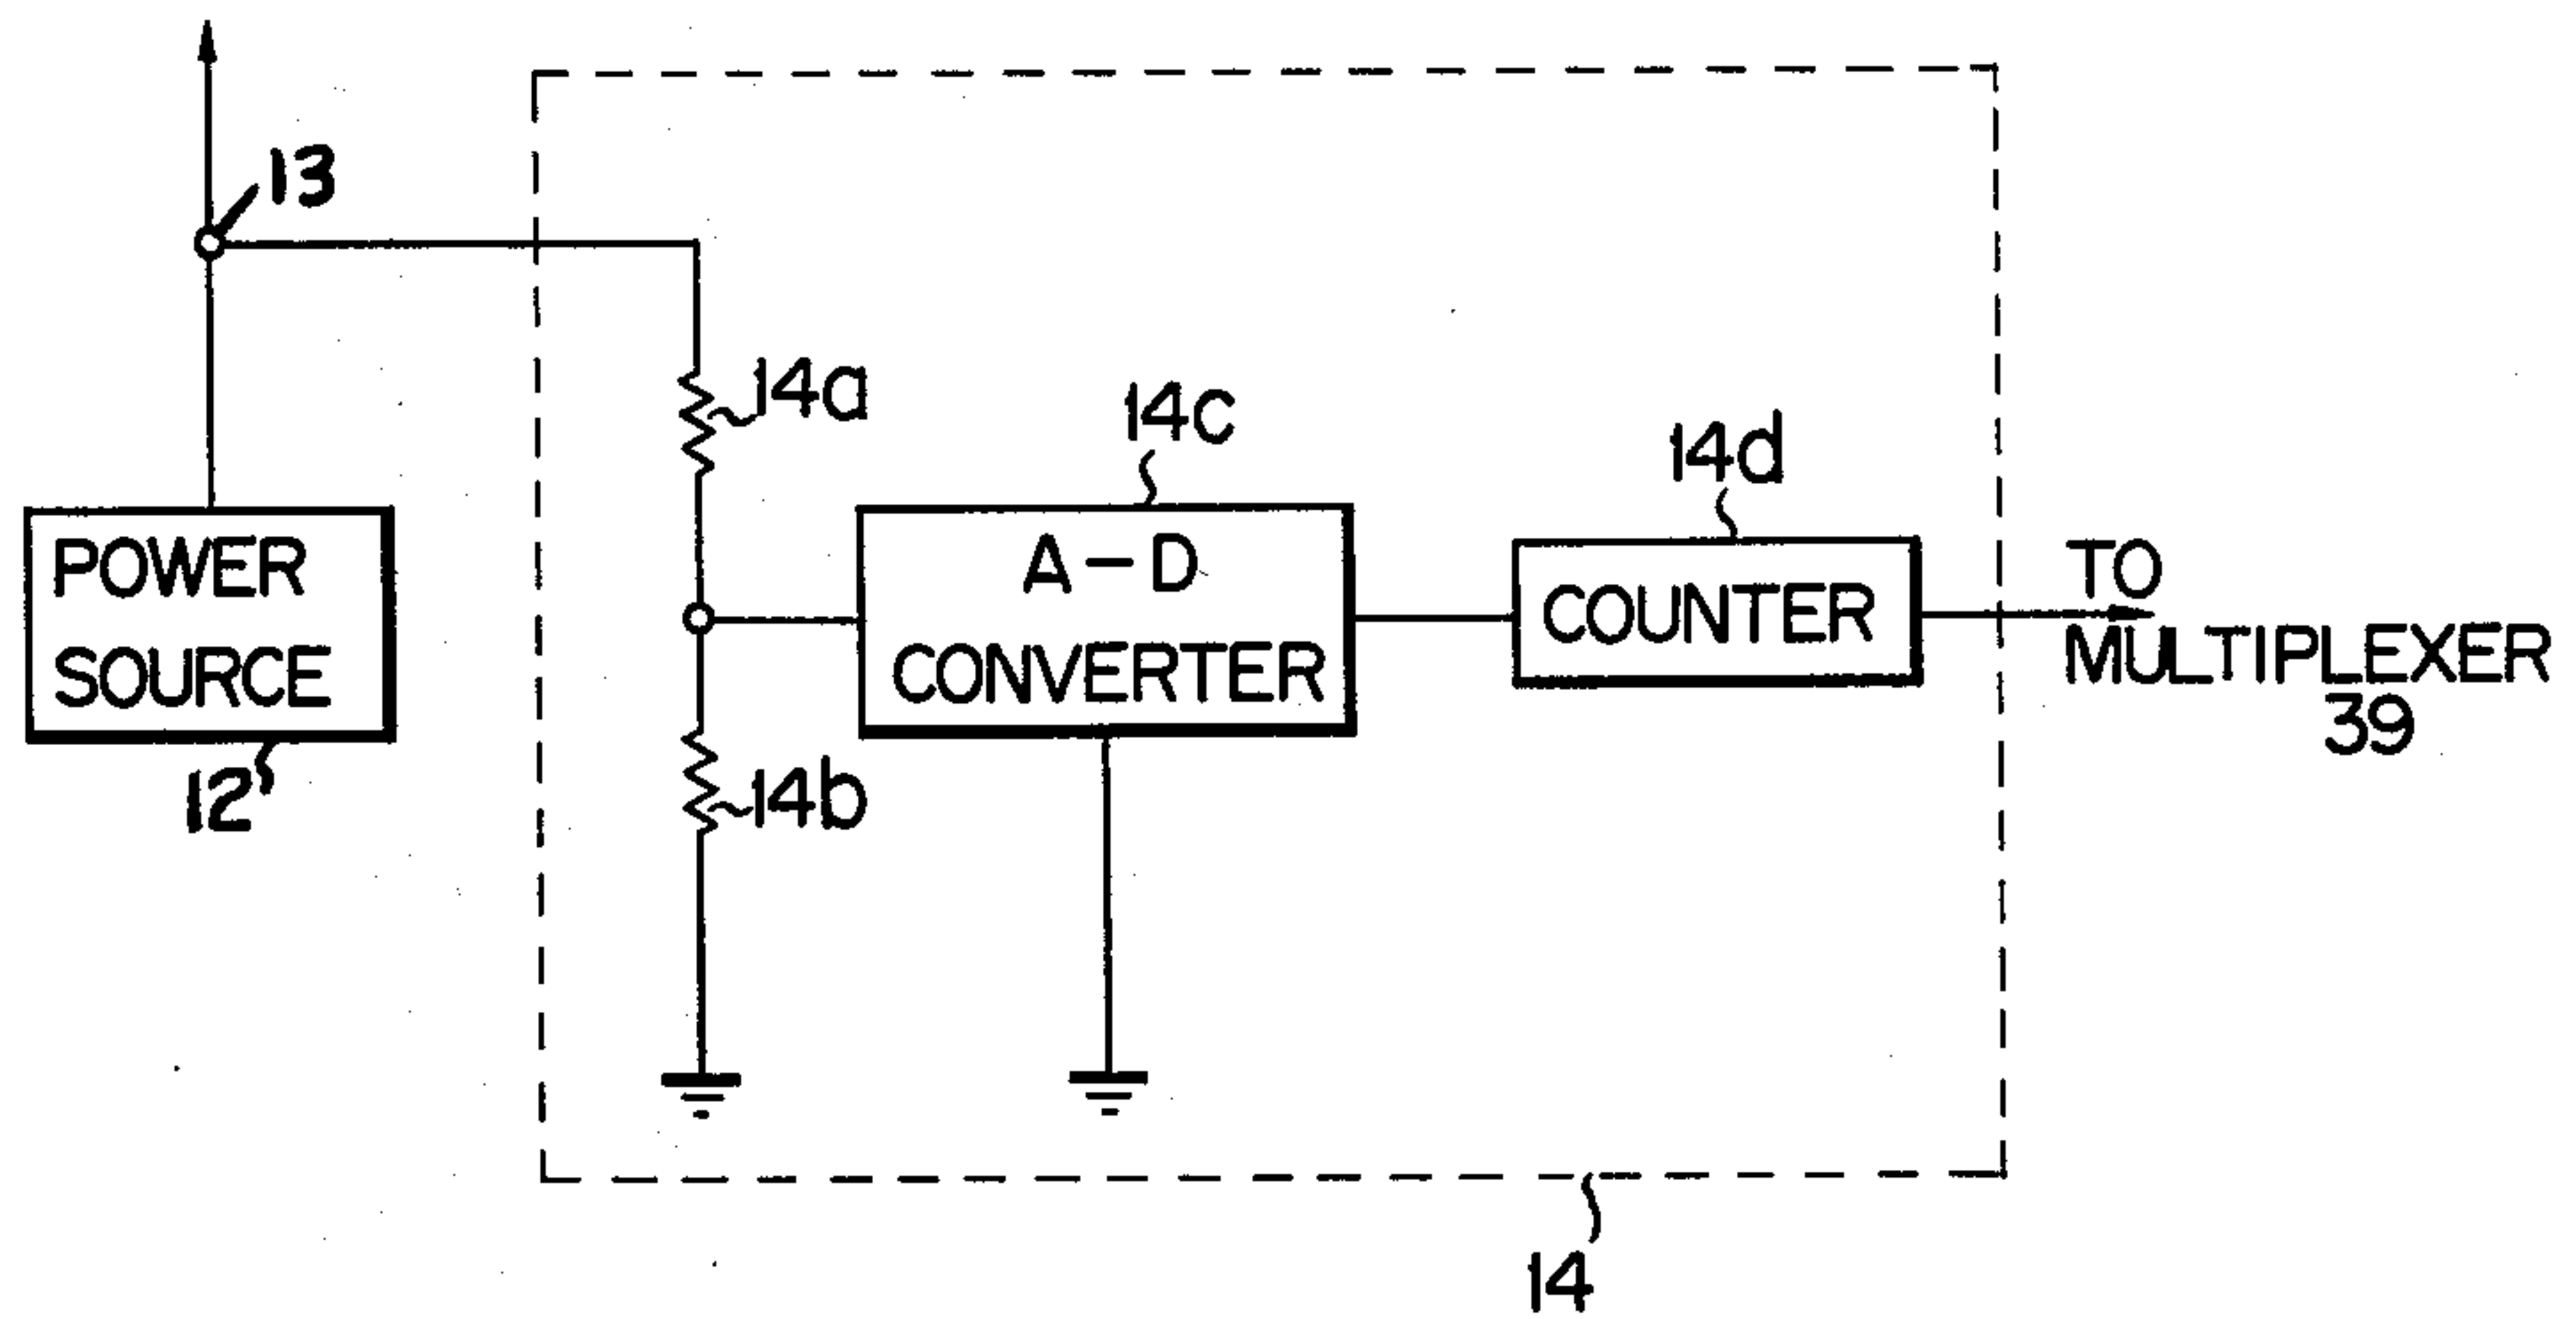 13
14a
14c
14d
POWER
SOURCE
12
A-D
CONVERTER
COUNTER
TO
MULTIPLEXER
39
14b
14